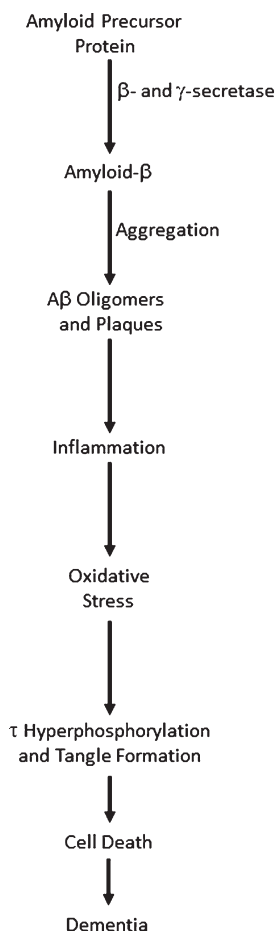 Amyloid Precursor
Protein
β- and γ-secretase
Amyloid-β
Aggregation
Aβ Oligomers
and Plaques
Inflammation
Oxidative
Stress
τ Hyperphosphorylation
and Tangle Formation
Cell Death
Dementia